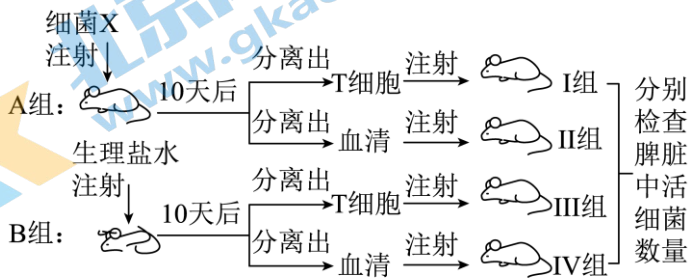 细菌X
注射
A组：
10天后
分离出
T细胞
注射
I组
分离出
血清
注射
II组
生理盐水
注射
B组：
10天后
分离出
T细胞
注射
III组
分离出
血清
注射
IV组
分别
检查
脾脏
中活
细菌
数量
www.gkao